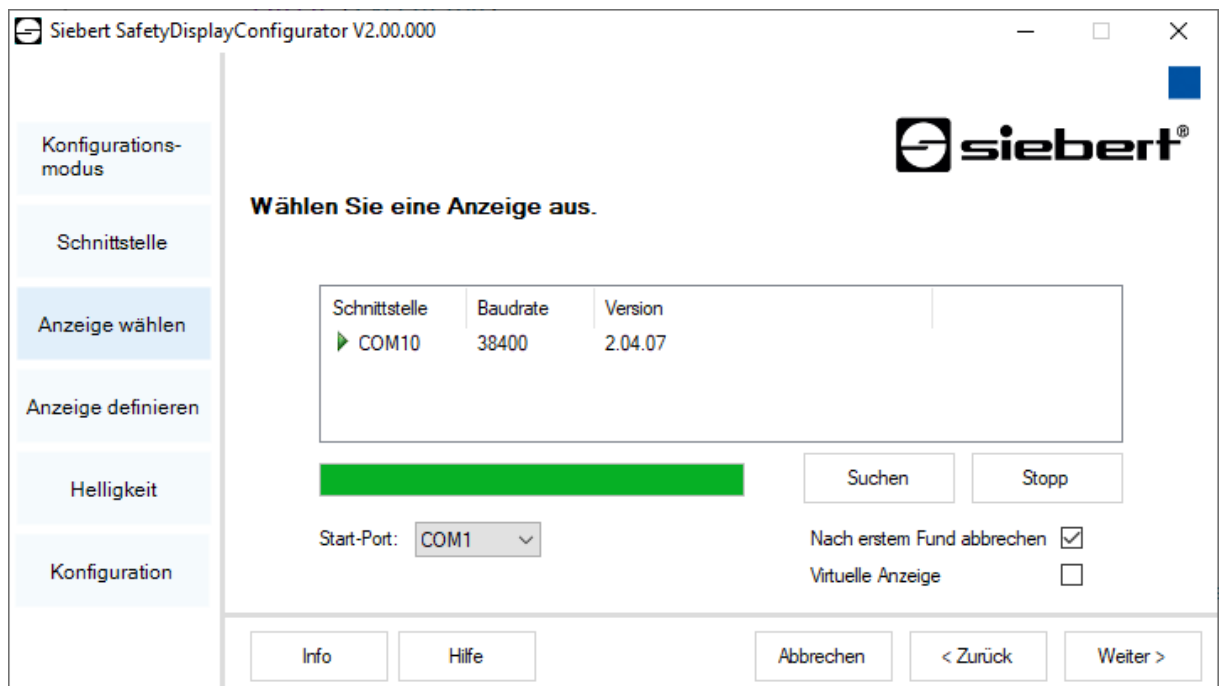 Siebert SafetyDisplayConfigurator V2.00.000
siebert®
Konfigurations-
modus
Schnittstelle
Anzeige wählen
Anzeige definieren
Helligkeit
Konfiguration
Wählen Sie eine Anzeige aus.
Schnittstelle Baudrate Version
COM10 38400 2.04.07
Suchen Stopp
Start-Port: COM1
Nach erstem Fund abbrechen
Virtuelle Anzeige
Info Hilfe Abbrechen < Zurück Weiter >